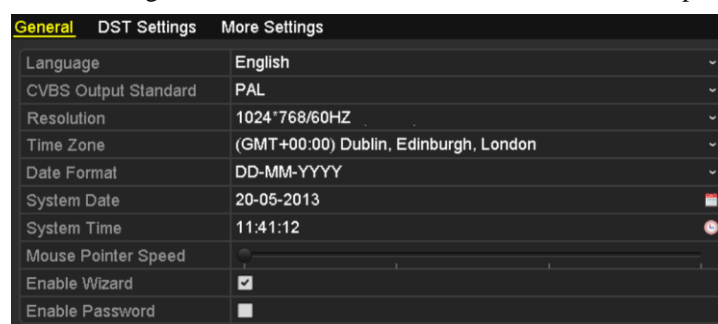 General DST Settings More Settings
Language English
CVBS Output Standard PAL
Resolution 1024*768/60HZ
Time Zone (GMT+00:00) Dublin, Edinburgh, London
Date Format DD-MM-YYYY
System Date 20-05-2013
System Time 11:41:12
Mouse Pointer Speed
Enable Wizard
Enable Password